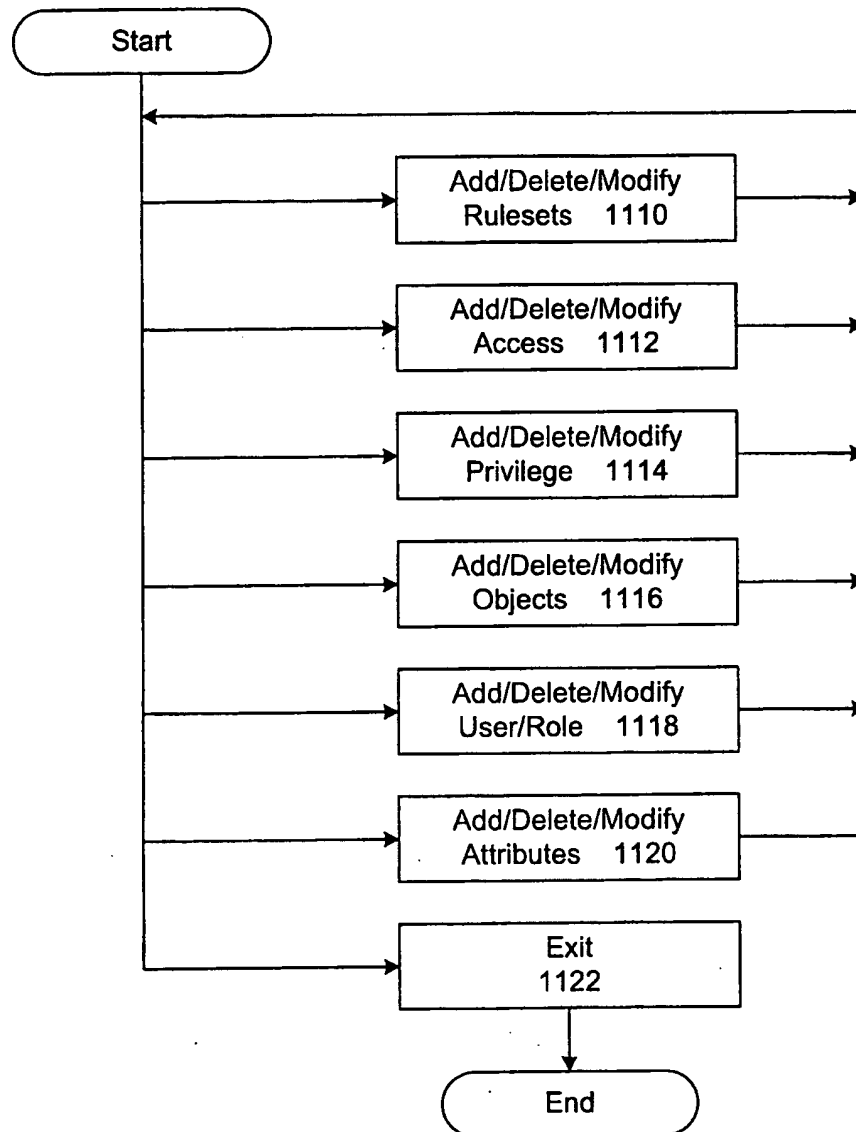 Start
Add/Delete/Modify
Rulesets 1110
Add/Delete/Modify
Access 1112
Add/Delete/Modify
Privilege 1114
Add/Delete/Modify
Objects 1116
Add/Delete/Modify
User/Role 1118
Add/Delete/Modify
Attributes 1120
Exit
1122
End